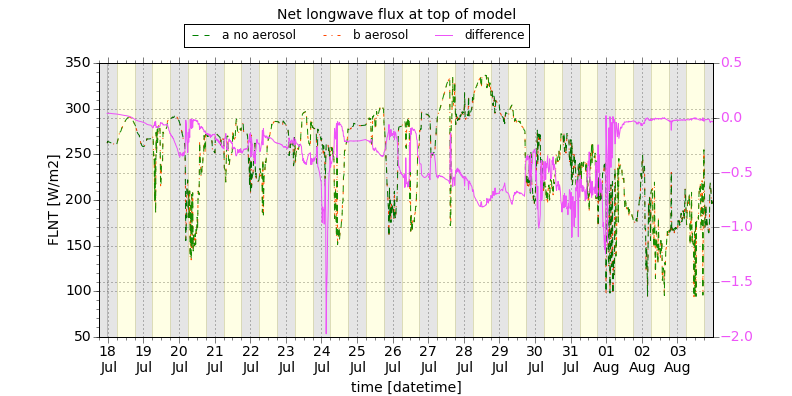 Net longwave flux at top of model
a no aerosol b aerosol difference
350 0.5
300 0.0
250 −0.5
200
150 −1.0
100 −1.5
50 −2.0
FLNT [W/m2]
18 19 20 21 22 23 24 25 26 27 28 29 30 31 01 02 03
Jul Jul Jul Jul Jul Jul Jul Jul Jul Jul Jul Jul Jul Jul Aug Aug Aug
time [datetime]